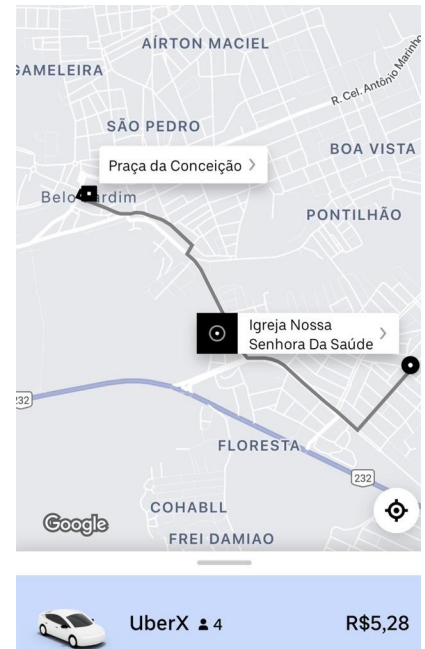 AÍRTON MACIEL
GAMELEIRA
R. Cel. Antônio Marinho
SÃO PEDRO
BOA VISTA
Praça da Conceição
Belo Jardim
PONTILHÃO
Igreja Nossa
Senhora Da Saúde
232
FLORESTA
232
COHABLL
Google
FREI DAMIAO
UberX 4 R$5,28